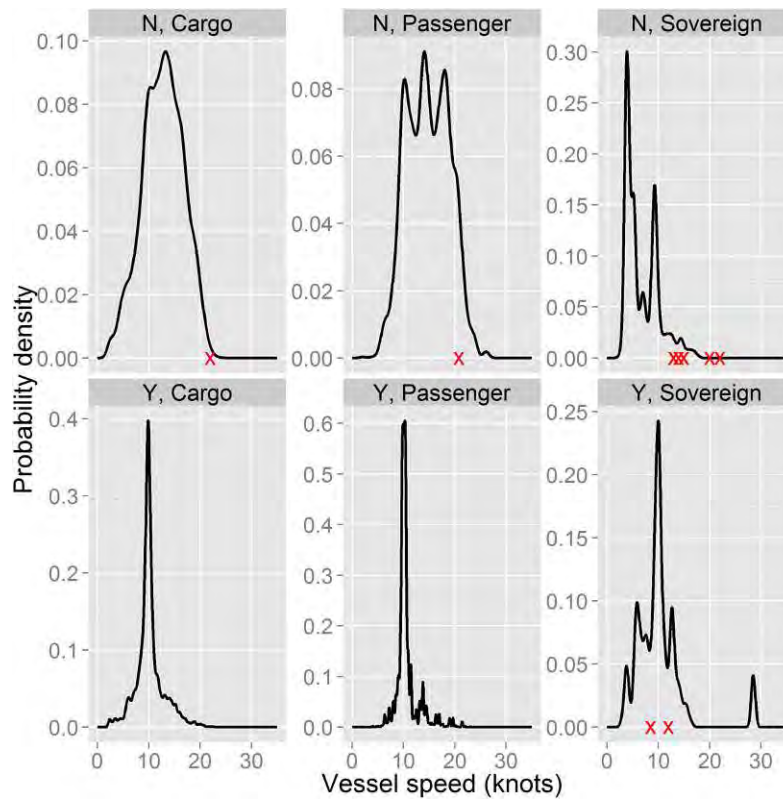 N, Cargo
N, Passenger
N, Sovereign
0.10
0.08
0.06
0.04
0.02
0.00
0.08
0.06
0.04
0.02
0.00
0.30
0.25
0.20
0.15
0.10
0.05
0.00
X
X
X X X X X
Probability density
Y, Cargo
Y, Passenger
Y, Sovereign
0.4
0.3
0.2
0.1
0.0
0.6
0.5
0.4
0.3
0.2
0.1
0.0
0.25
0.20
0.15
0.10
0.05
0.00
X X
0 10 20 30
0 10 20 30
0 10 20 30
Vessel speed (knots)